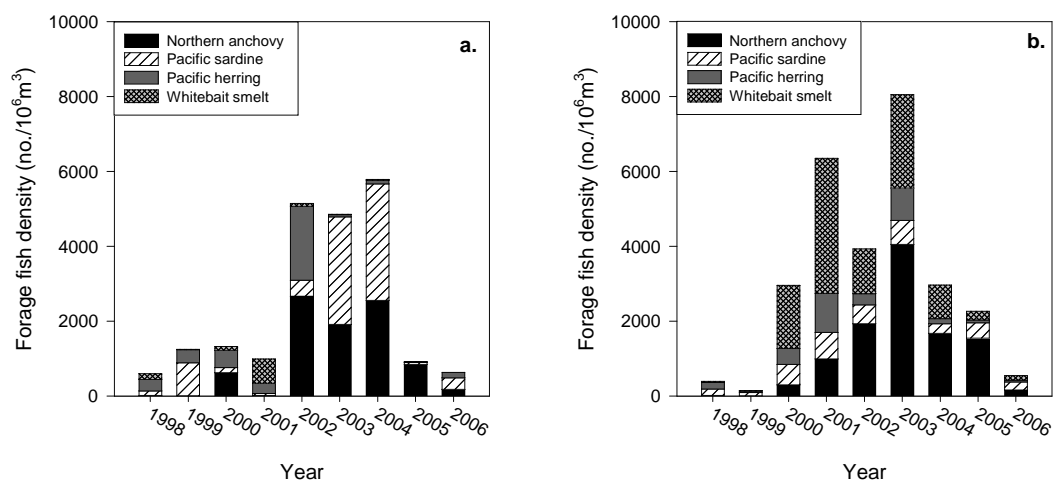 10000
8000
6000
4000
2000
0
Forage fish density (no./10⁶m³)
Northern anchovy
Pacific sardine
Pacific herring
Whitebait smelt
a.
1998
1999
2000
2001
2002
2003
2004
2005
2006
Year
10000
8000
6000
4000
2000
0
Forage fish density (no./10⁶m³)
Northern anchovy
Pacific sardine
Pacific herring
Whitebait smelt
b.
1998
1999
2000
2001
2002
2003
2004
2005
2006
Year